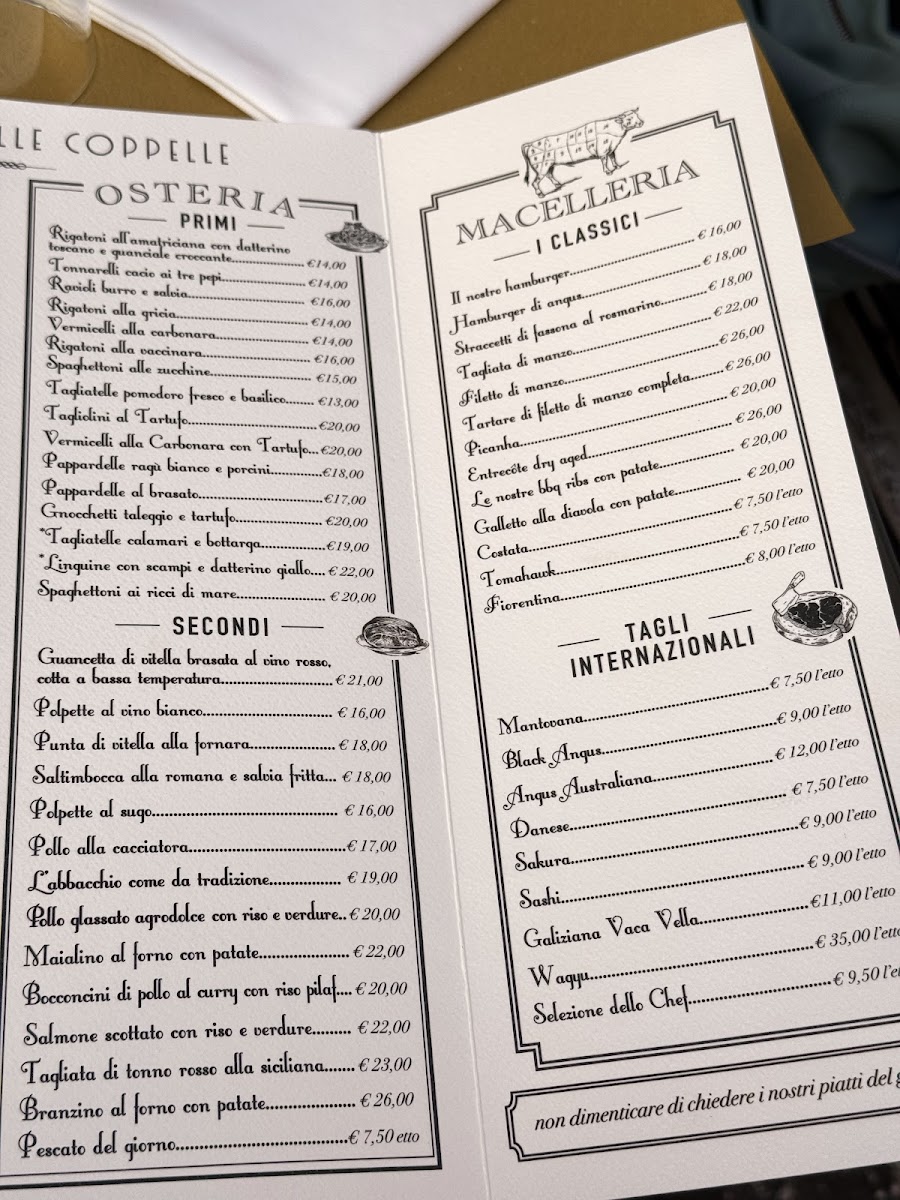 LLE COPPELLE
OSTERIA
PRIMI
Rigatoni all'amatriciana con datterino
toscano e guanciale croccante.................... €14,00
Tonnarelli cacio ai tre pepi.................... €14,00
Ravioli burro e salvia.................... €16,00
Rigatoni alla gricia.................... €14,00
Vermicelli alla carbonara.................... €14,00
Rigatoni alla vaccinara.................... €16,00
Spaghettoni alle zucchine.................... €15,00
Tagliatelle pomodoro fresco e basilico....... €13,00
Tagliolini al Tartufo....................€20,00
Vermicelli alla Carbonara con Tartufo...€20,00
Pappardelle ragù bianco e porcini............€18,00
Pappardelle al brasato....................€17,00
Gnocchetti taleggio e tartufo.................... €20,00
*Tagliatelle calamari e bottarga...............€19,00
*Linguine con scampi e datterino giallo.... € 22,00
Spaghettoni ai ricci di mare.................... € 20,00
SECONDI
Guancetta di vitella brasata al vino rosso,
cotta a bassa temperatura....................€ 21,00
Polpette al vino bianco.................... € 16,00
Punta di vitella alla fornara.................... € 18,00
Saltimbocca alla romana e salvia fritta... € 18,00
Polpette al sugo.................... € 16,00
Pollo alla cacciatora....................€ 17,00
L'abbacchio come da tradizione................ € 19,00
Pollo glassato agrodolce con riso e verdure.. € 20,00
Maialino al forno con patate.................... € 22,00
Bocconcini di pollo al curry con riso pilaf.... € 20,00
Salmone scottato con riso e verdure......... € 22,00
Tagliata di tonno rosso alla siciliana....... € 23,00
Branzino al forno con patate.................... € 26,00
Pescato del giorno....................€ 7,50 etto
MACELLERIA
I CLASSICI
Il nostro hamburger.................... € 16,00
Hamburger di angus.................... € 18,00
Straccetti di fassona al rosmarino.................... € 18,00
Tagliata di manzo.................... € 22,00
Filetto di manzo....................€ 26,00
Tartare di filetto di manzo completa.......€ 26,00
Picanha....................€ 20,00
Entrecôte dry aged.................... € 26,00
Le nostre bbq ribs con patate.................... € 20,00
Galletto alla diavola con patate.................... € 20,00
Costata....................€ 7,50 l'etto
Tomahawk....................€ 7,50 l'etto
Fiorentina....................€ 8,00 l'etto
TAGLI
INTERNAZIONALI
Mantovana....................€ 7,50 l'etto
Black Angus....................€ 9,00 l'etto
Angus Australiana....................€ 12,00 l'etto
Danese.................... € 7,50 l'etto
Sakura....................€ 9,00 l'etto
Sashi.................... € 9,00 l'etto
Galiziana Vaca Vella....................€11,00 l'etto
Wagyu....................€ 35,00 l'etto
Selezione dello Chef....................€ 9,50 l'et
non dimenticare di chiedere i nostri piatti del g